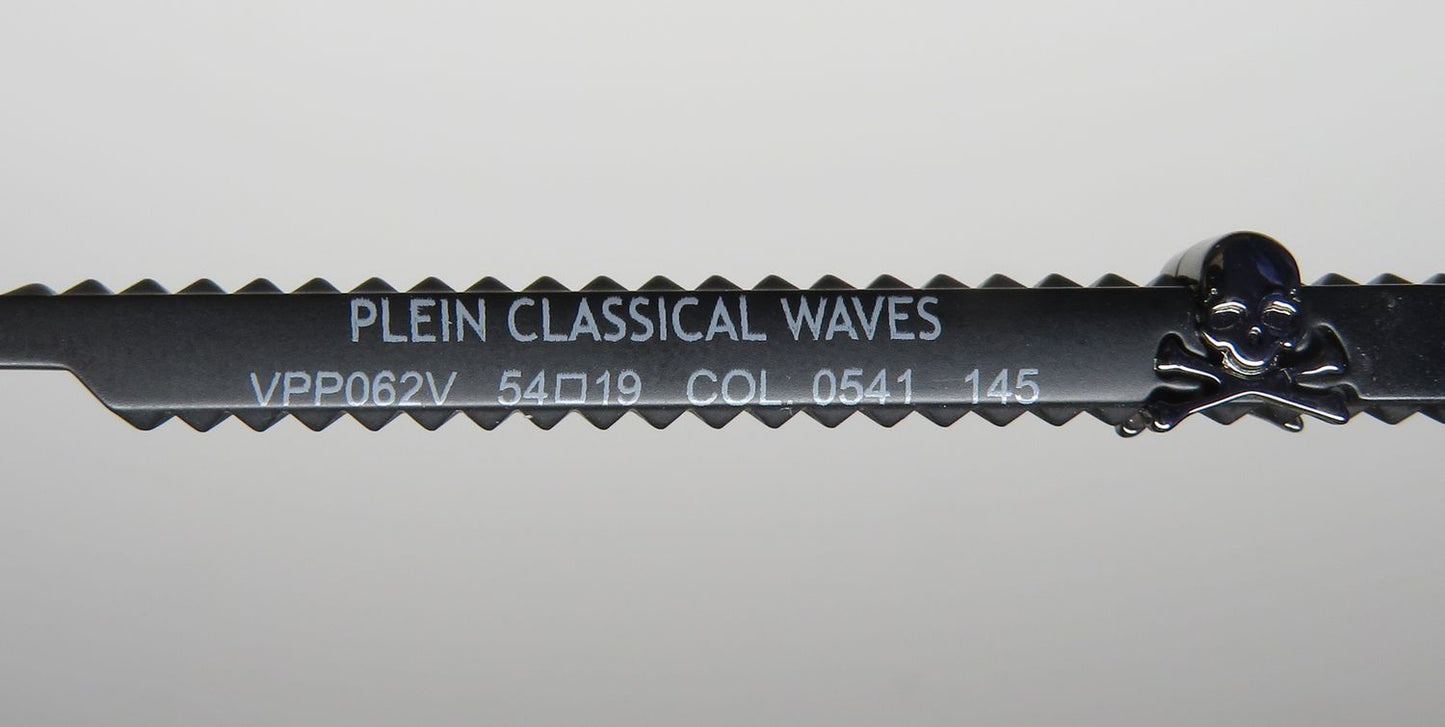 PLEIN CLASSICAL WAVES
VPP062V 54□19 COL. 0541 145